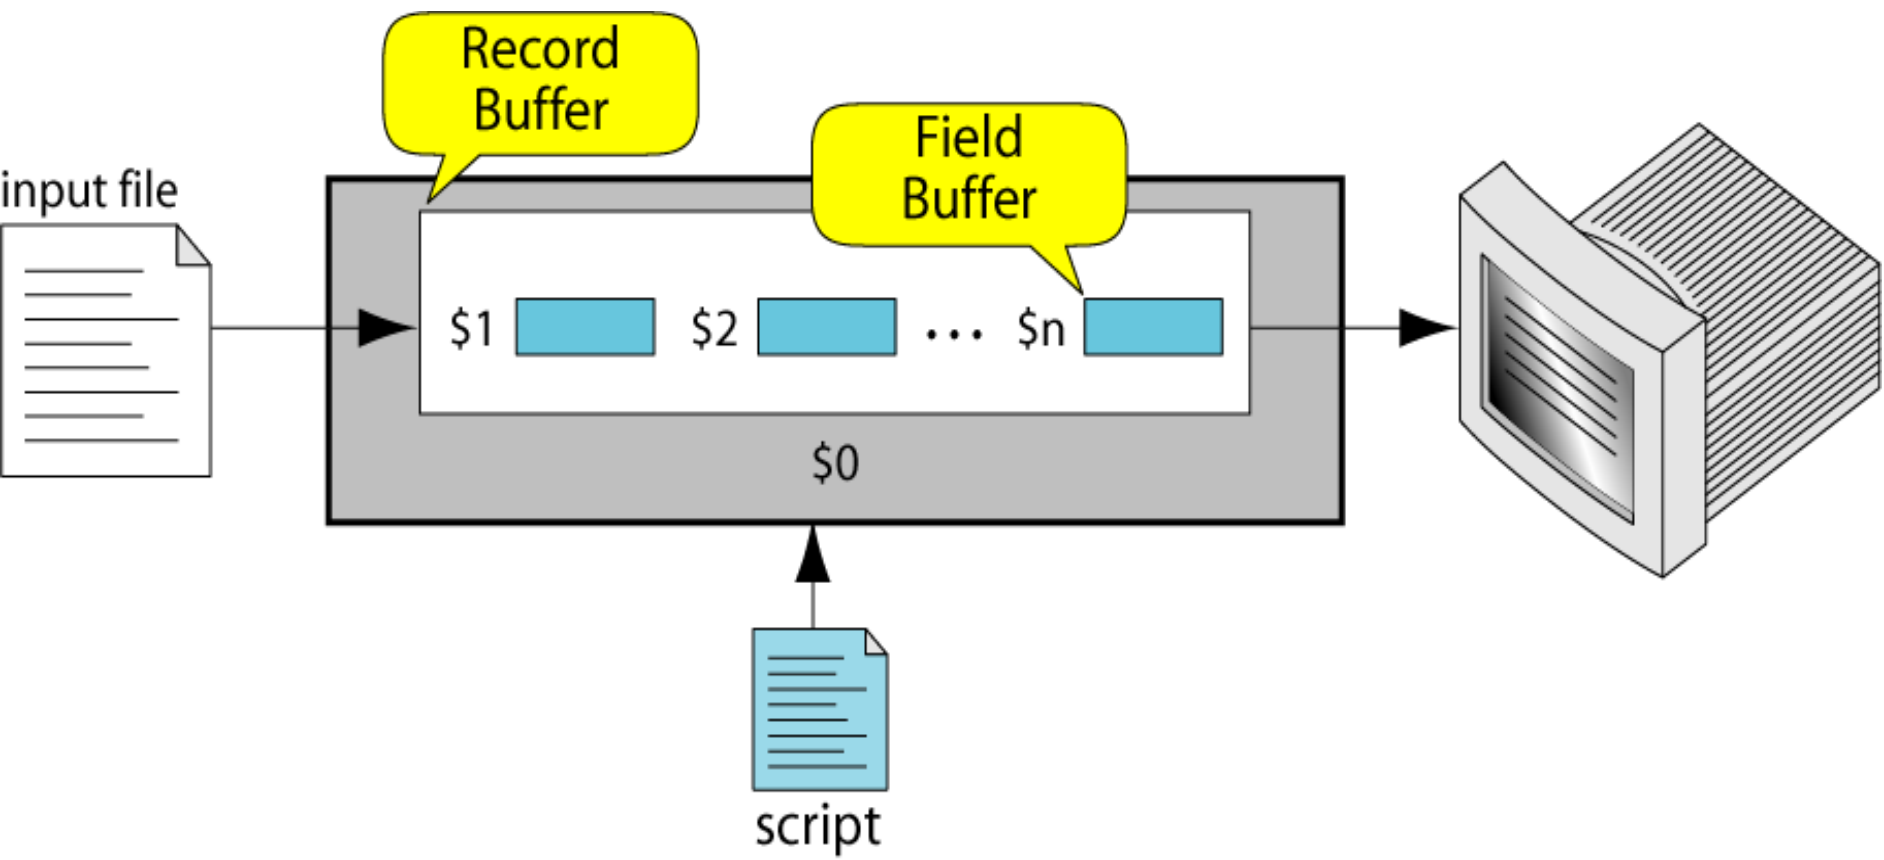 Record
Buffer
Field
Buffer
input file
$1 $2 ... $n
$0
script